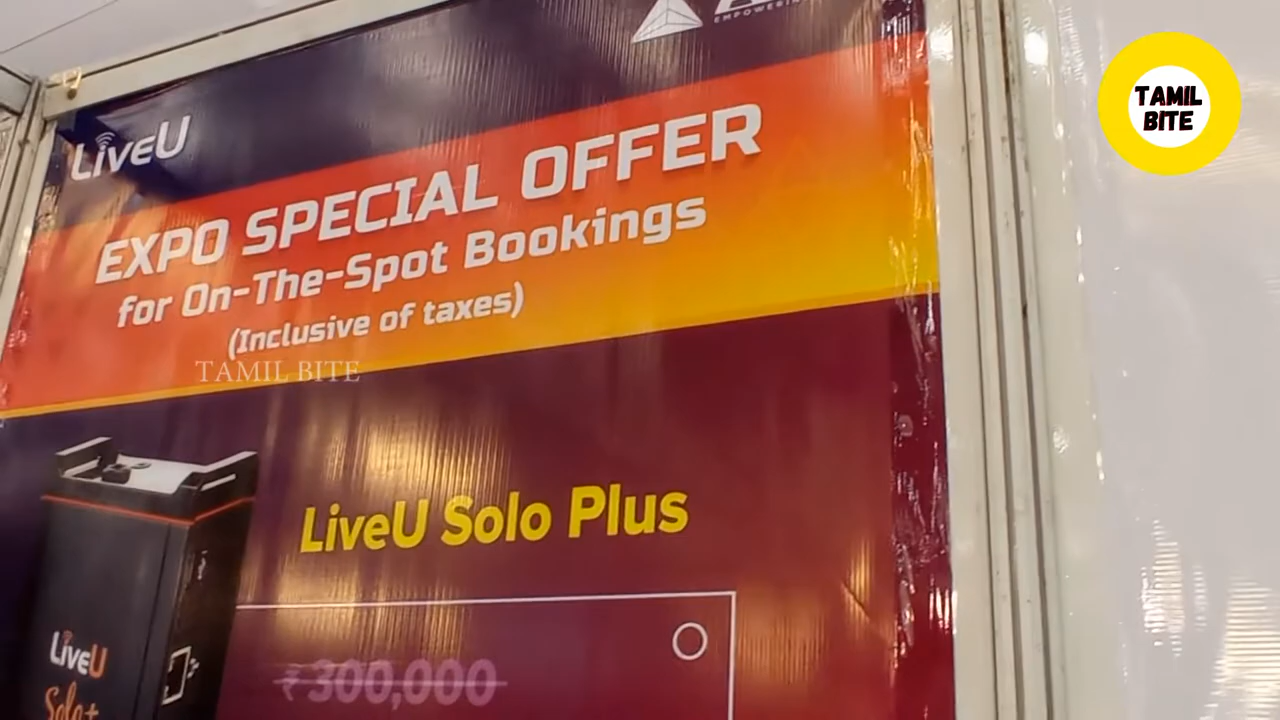 TAMIL
BITE
LiveU
EXPO SPECIAL OFFER
for On-The-Spot Bookings
(Inclusive of taxes)
TAMIL BITE
LiveU Solo Plus
LiveU
Solo+
₹ 300,000